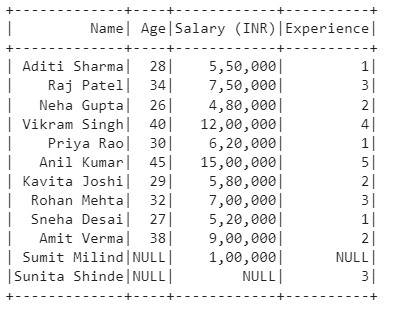 +-------------+----+------------+----------+
|         Name| Age|Salary (INR)|Experience|
+-------------+----+------------+----------+
| Aditi Sharma|  28|    5,50,000|         1|
|    Raj Patel|  34|    7,50,000|         3|
|   Neha Gupta|  26|    4,80,000|         2|
| Vikram Singh|  40|   12,00,000|         4|
|    Priya Rao|  30|    6,20,000|         1|
|   Anil Kumar|  45|   15,00,000|         5|
| Kavita Joshi|  29|    5,80,000|         2|
|  Rohan Mehta|  32|    7,00,000|         3|
|  Sneha Desai|  27|    5,20,000|         1|
|   Amit Verma|  38|    9,00,000|         2|
| Sumit Milind|NULL|    1,00,000|      NULL|
|Sunita Shinde|NULL|        NULL|         3|
+-------------+----+------------+----------+